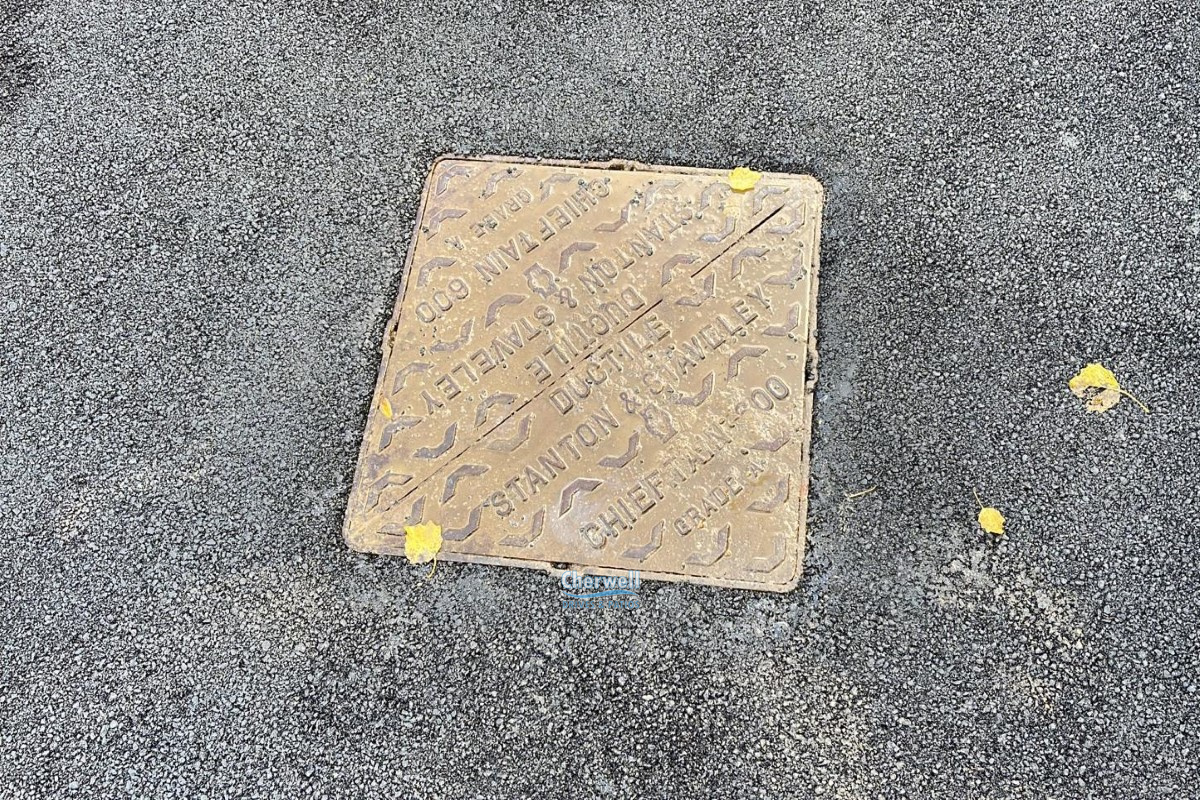 GRADE A
CHIEFTAIN 600
STANTON & STAVELEY
DUCTILE
DUCTILE
STANTON & STAVELEY
CHIEFTAIN 600
GRADE A
Cherwell